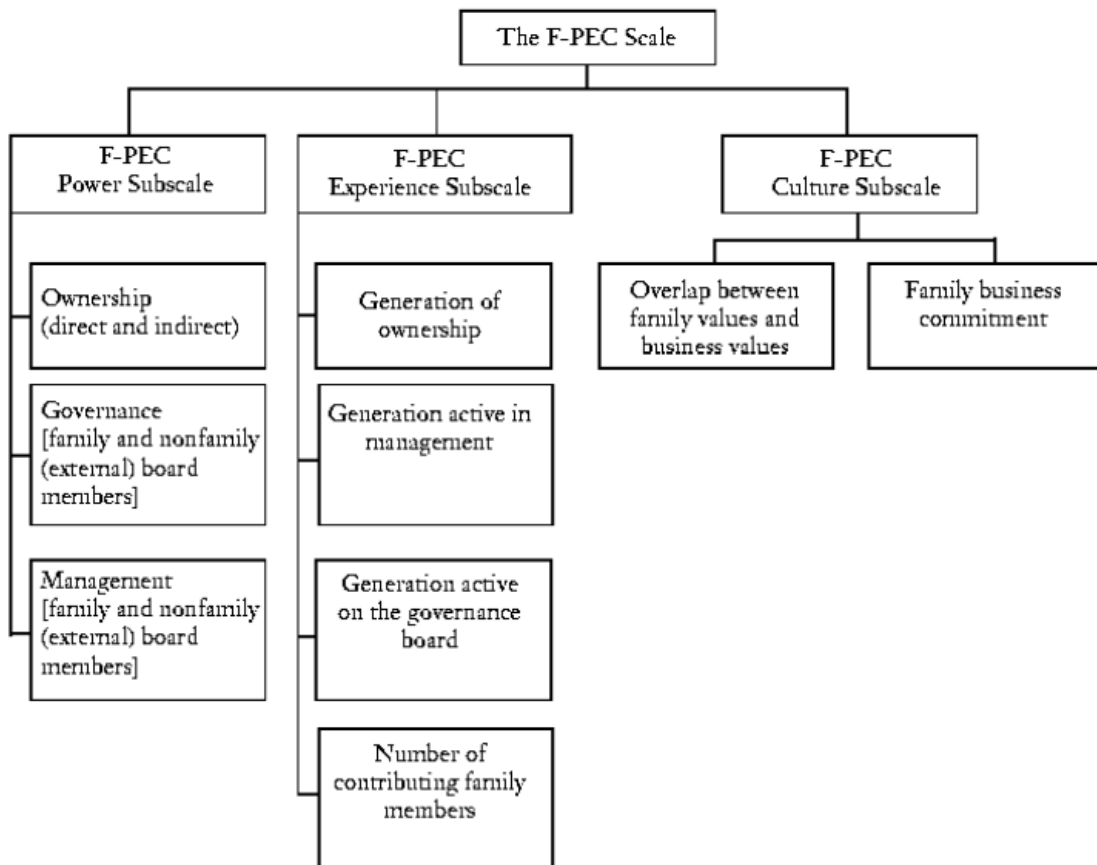 The F-PEC Scale
F-PEC
Power Subscale
F-PEC
Experience Subscale
F-PEC
Culture Subscale
Ownership
(direct and indirect)
Governance
[family and nonfamily
(external) board
members]
Management
[family and nonfamily
(external) board
members]
Generation of
ownership
Generation active in
management
Generation active
on the governance
board
Number of
contributing family
members
Overlap between
family values and
business values
Family business
commitment